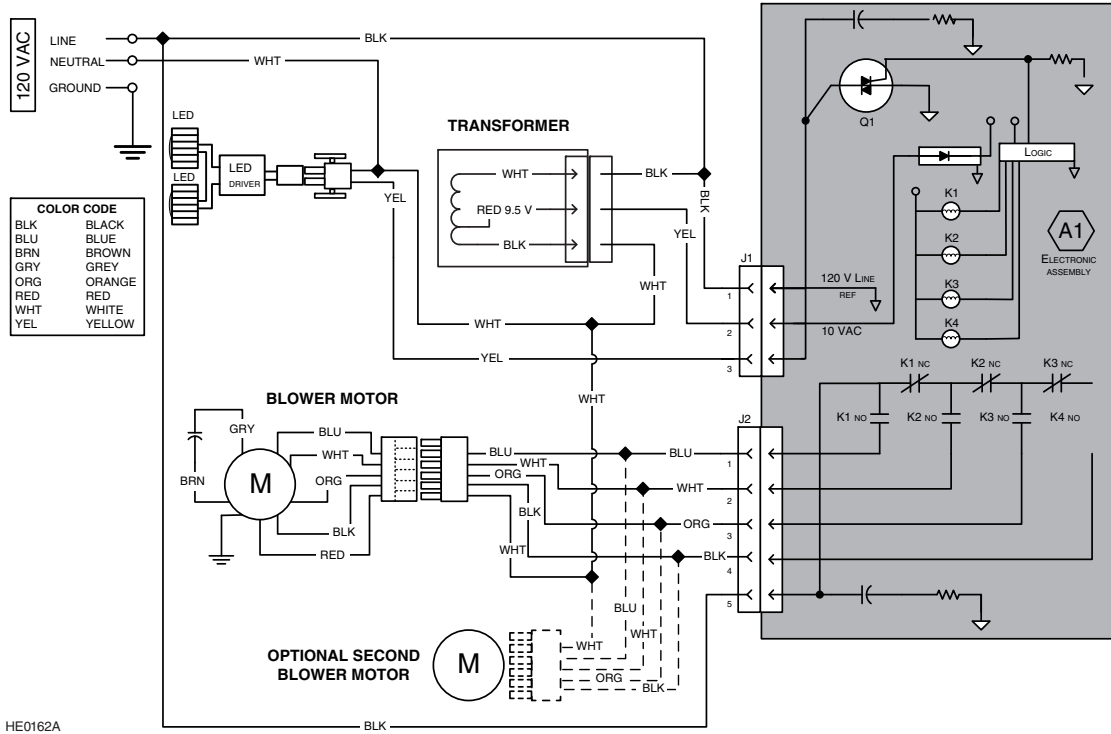 120 VAC
LINE
NEUTRAL
GROUND
BLK
WHT
LED
LED
LED
DRIVER
YEL
TRANSFORMER
WHT
RED 9.5 V
BLK
BLK
BLK
YEL
WHT
WHT
YEL
WHT
COLOR CODE
BLK BLACK
BLU BLUE
BRN BROWN
GRY GREY
ORG ORANGE
RED RED
WHT WHITE
YEL YELLOW
Q1
LOGIC
K1
K2
K3
K4
A1
ELECTRONIC
ASSEMBLY
J1
1
2
3
120 V LINE
REF
10 VAC
K1 NC
K2 NC
K3 NC
K1 NO
K2 NO
K3 NO
K4 NO
BLOWER MOTOR
GRY
BRN
M
BLU
WHT
ORG
BLK
RED
BLU
WHT
ORG
BLK
WHT
BLU
WHT
ORG
BLK
J2
1
2
3
4
5
BLU
WHT
OPTIONAL SECOND
BLOWER MOTOR
M
WHT
ORG
BLK
BLK
HE0162A